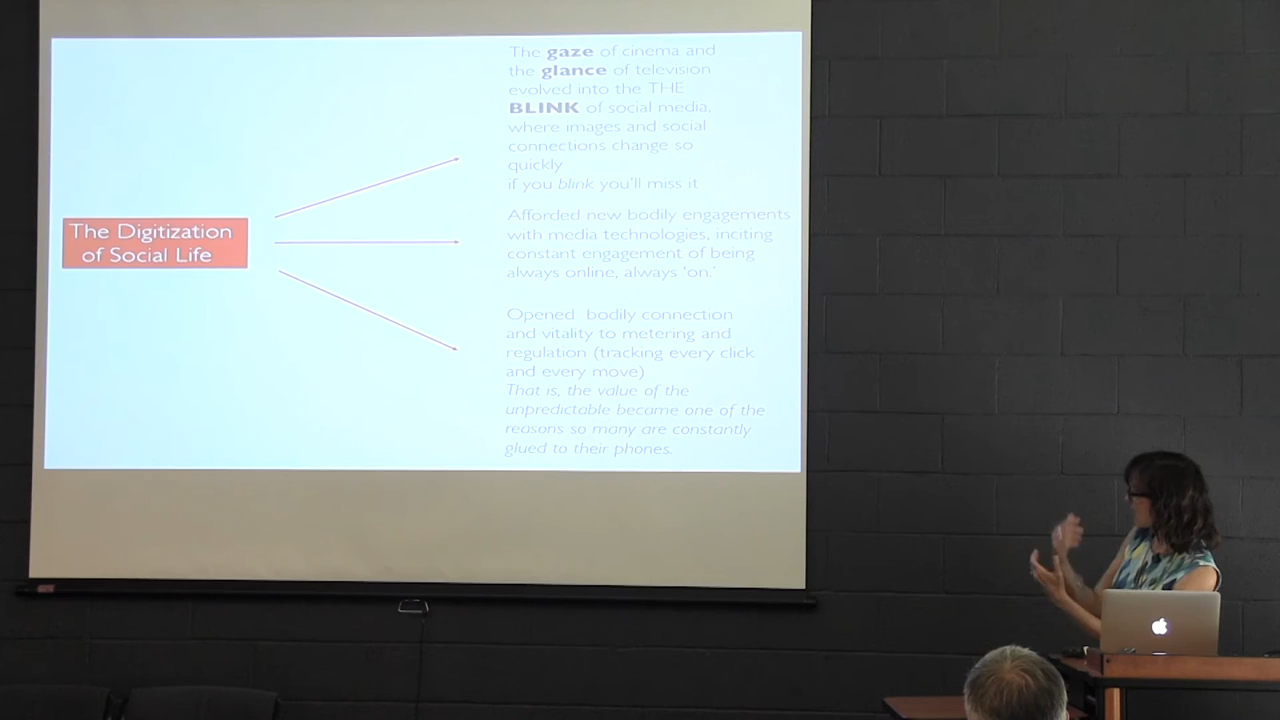 The Digitization
of Social Life
The gaze of cinema and
the glance of television
evolved into the THE
BLINK of social media,
where images and social
connections change so
quickly
if you blink you'll miss it
Afforded new bodily engagements
with media technologies, inciting
constant engagement of being
always online, always 'on.'
Opened bodily connection
and vitality to metering and
regulation (tracking every click
and every move)
That is, the value of the
unpredictable became one of the
reasons so many are constantly
glued to their phones.